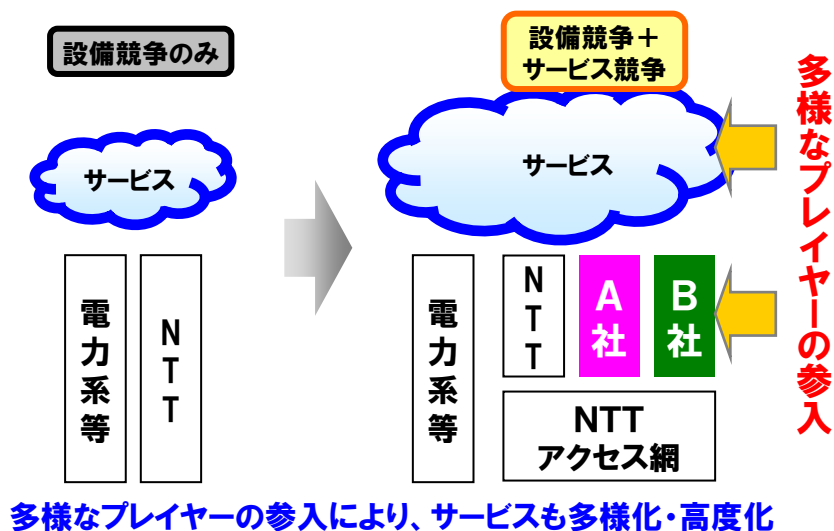 設備競争のみ
設備競争＋
サービス競争
サービス
サービス
多様なプレイヤーの参入
電力系等
NTT
電力系等
NTT
A社
B社
NTT
アクセス網
多様なプレイヤーの参入により、サービスも多様化・高度化